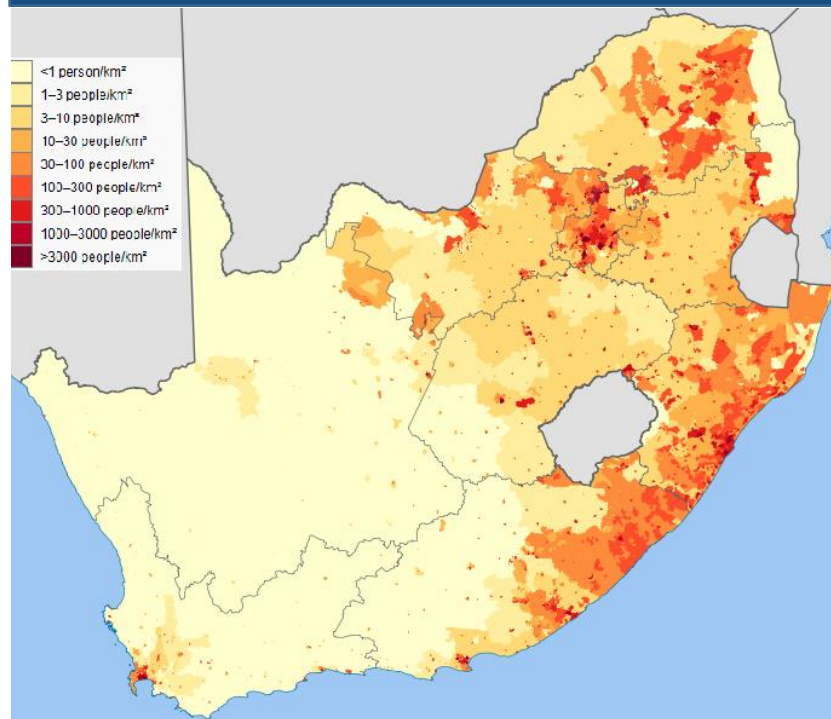 <1 person/km²
1–3 people/km²
3–10 people/km²
10–30 people/km²
30–100 people/km²
100–300 people/km²
300–1000 people/km²
1000–3000 people/km²
>3000 people/km²